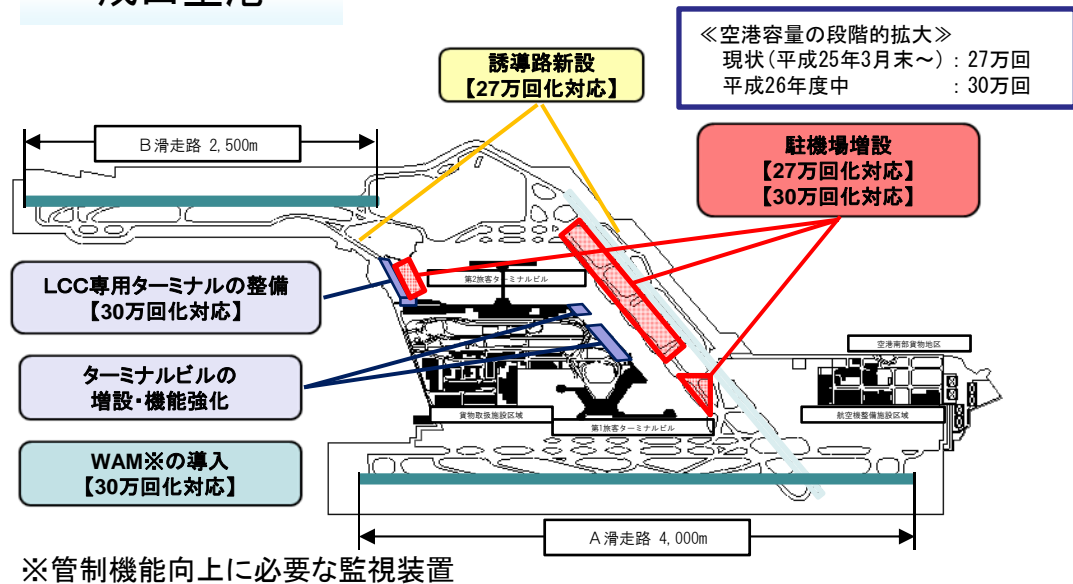 成田空港
≪空港容量の段階的拡大≫
現状(平成25年3月末～)：27万回
平成26年度中　　　　　：30万回
誘導路新設
【27万回化対応】
B滑走路 2,500m
駐機場増設
【27万回化対応】
【30万回化対応】
LCC専用ターミナルの整備
【30万回化対応】
第2旅客ターミナルビル
空港南部貨物地区
ターミナルビルの
増設・機能強化
貨物取扱施設区域
第1旅客ターミナルビル
航空機整備施設区域
WAM※の導入
【30万回化対応】
A滑走路 4,000m
※管制機能向上に必要な監視装置